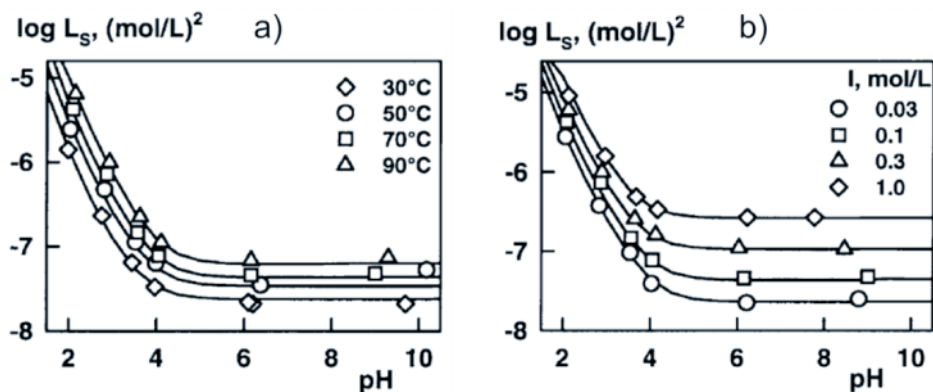 log Lₛ, (mol/L)² a)
-5
-6
-7
-8
2 4 6 8 10
pH
30°C
50°C
70°C
90°C
log Lₛ, (mol/L)² b)
-5
-6
-7
-8
2 4 6 8 10
pH
I, mol/L
0.03
0.1
0.3
1.0